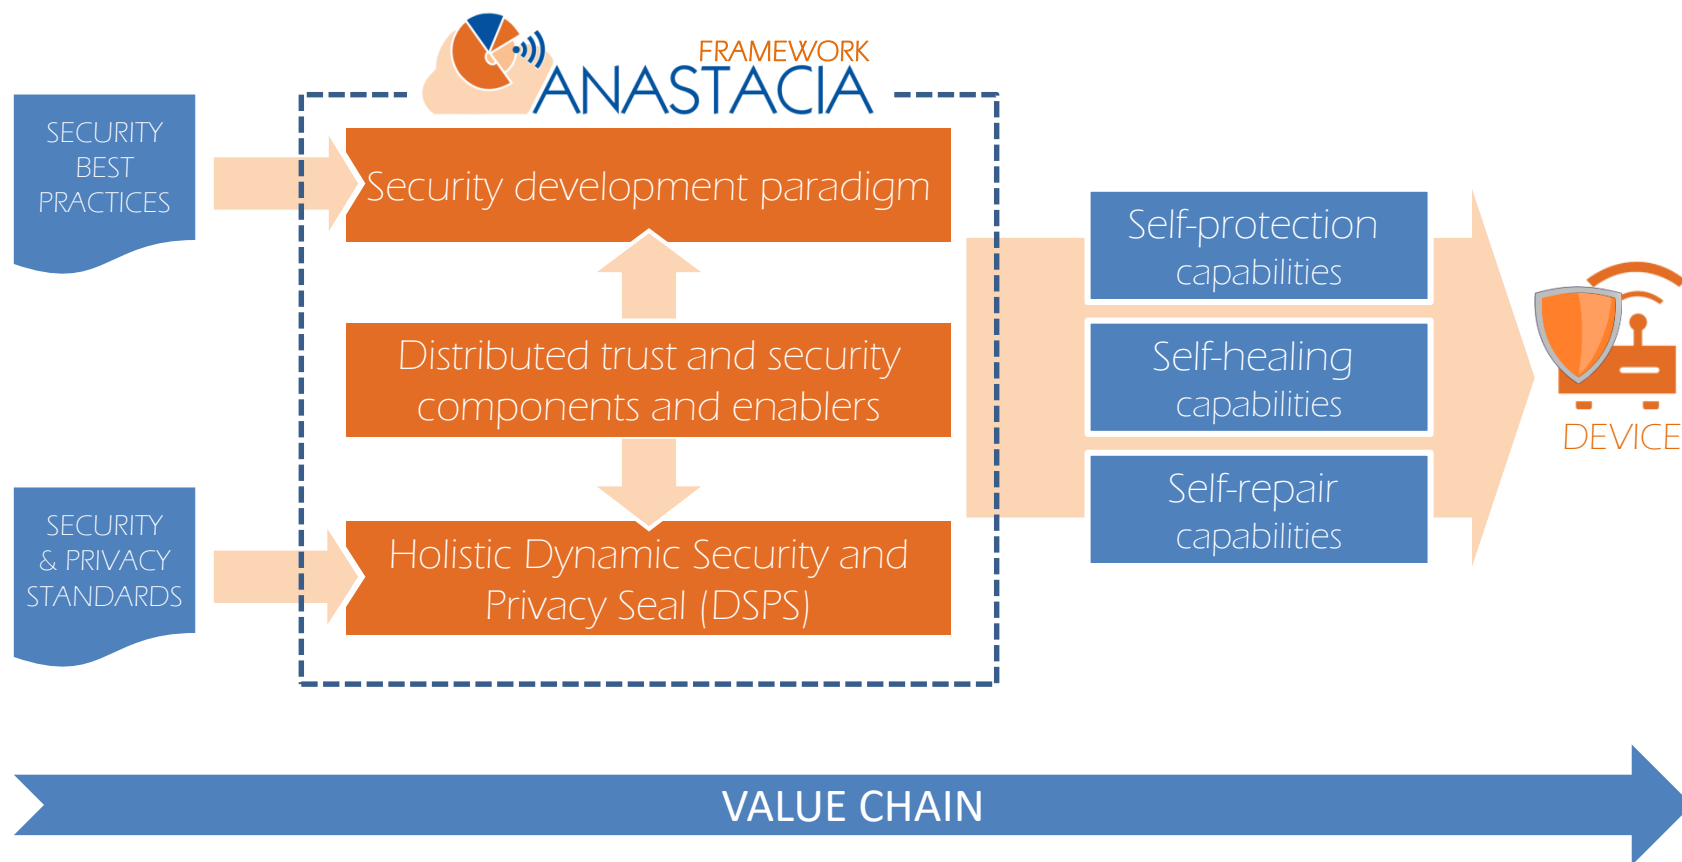 FRAMEWORK
ANASTACIA
SECURITY
BEST
PRACTICES
Security development paradigm
Distributed trust and security
components and enablers
SECURITY
& PRIVACY
STANDARDS
Holistic Dynamic Security and
Privacy Seal (DSPS)
Self-protection
capabilities
Self-healing
capabilities
Self-repair
capabilities
DEVICE
VALUE CHAIN